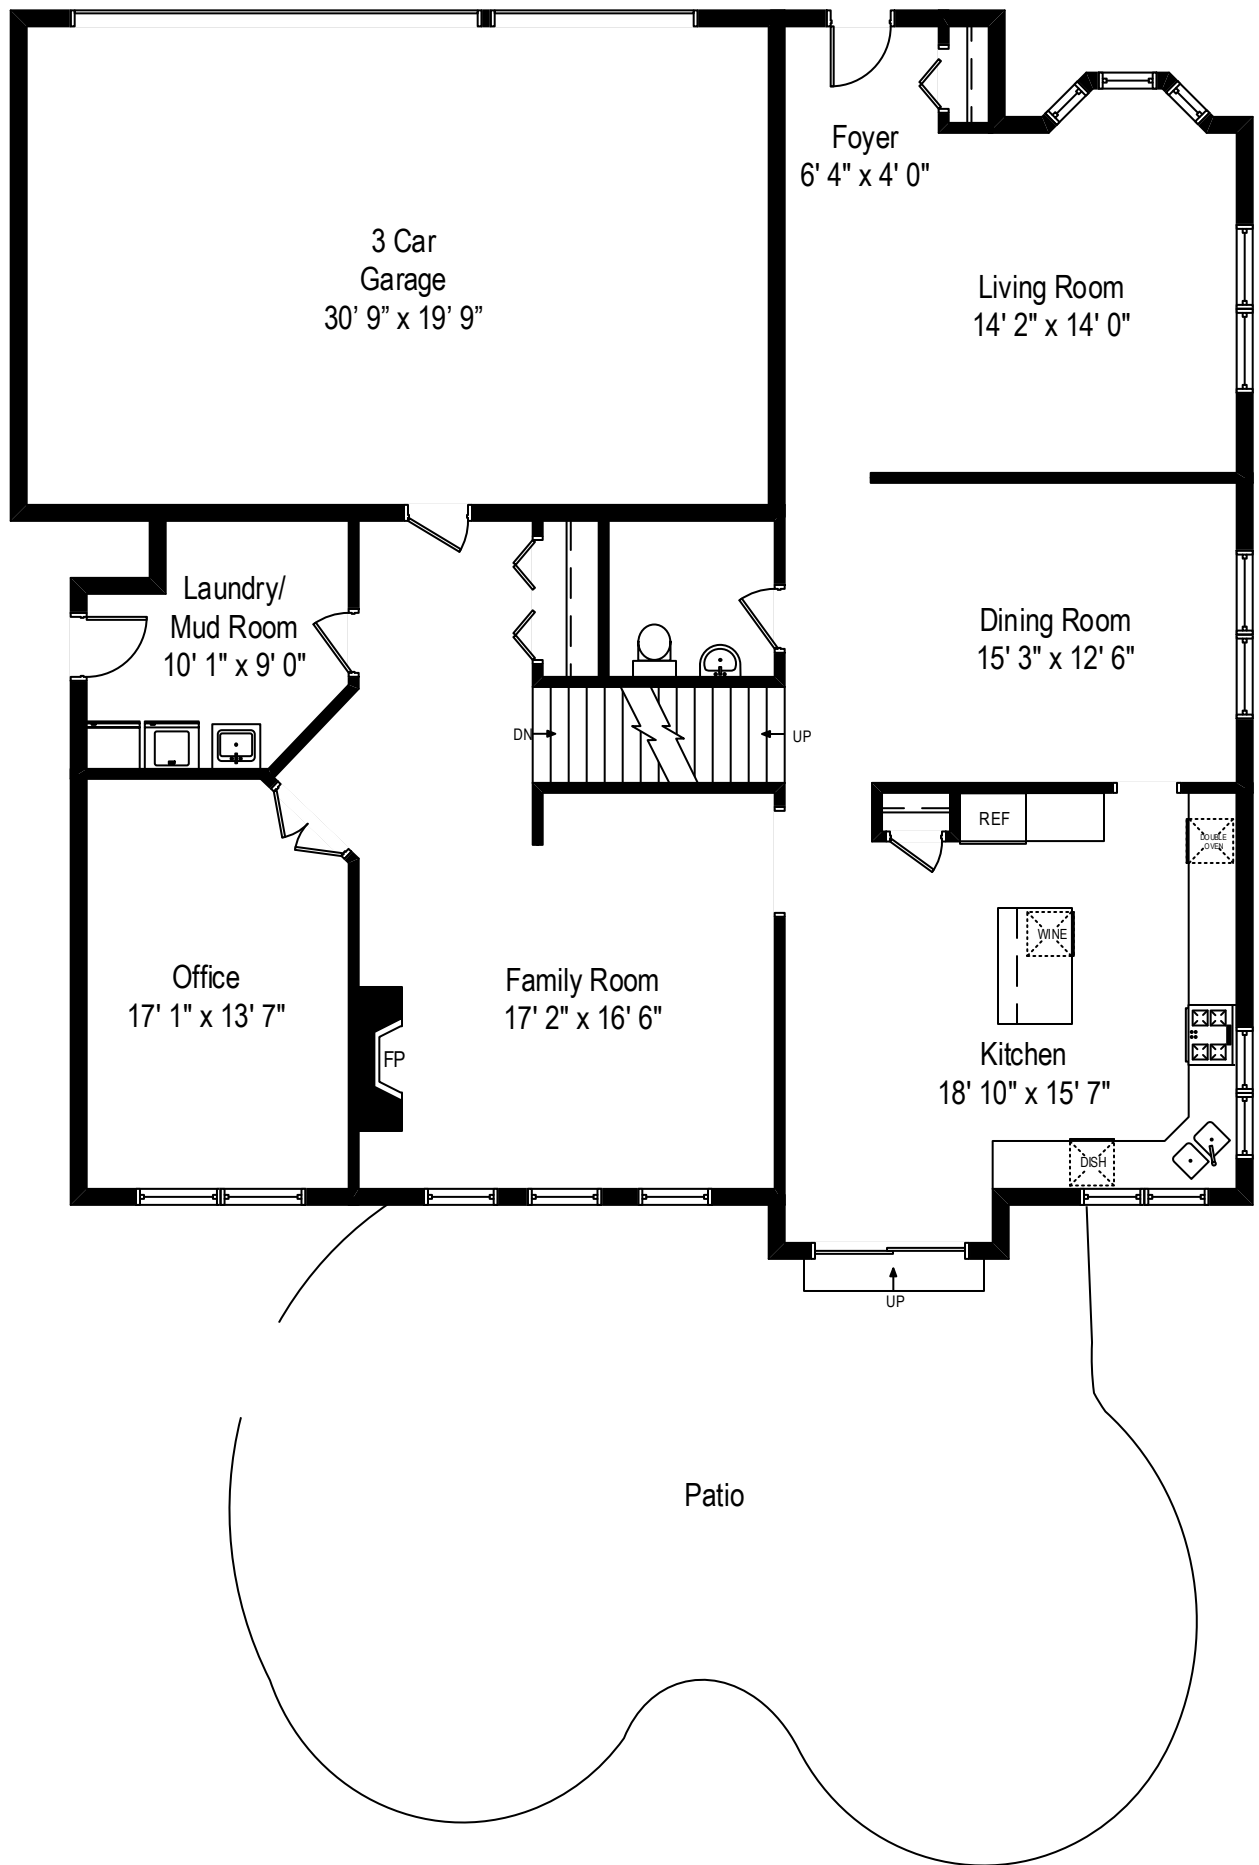 Foyer
6' 4" x 4' 0"
3 Car
Garage
30’ 9” x 19’ 9”
Living Room
14' 2" x 14' 0"
Laundry/
Mud Room
10' 1" x 9' 0"
Dining Room
15' 3" x 12' 6"
DN
UP
REF
DOUBLE
OVEN
WINE
Office
17' 1" x 13' 7"
Family Room
17' 2" x 16' 6"
FP
Kitchen
18' 10" x 15' 7"
DISH
UP
Patio